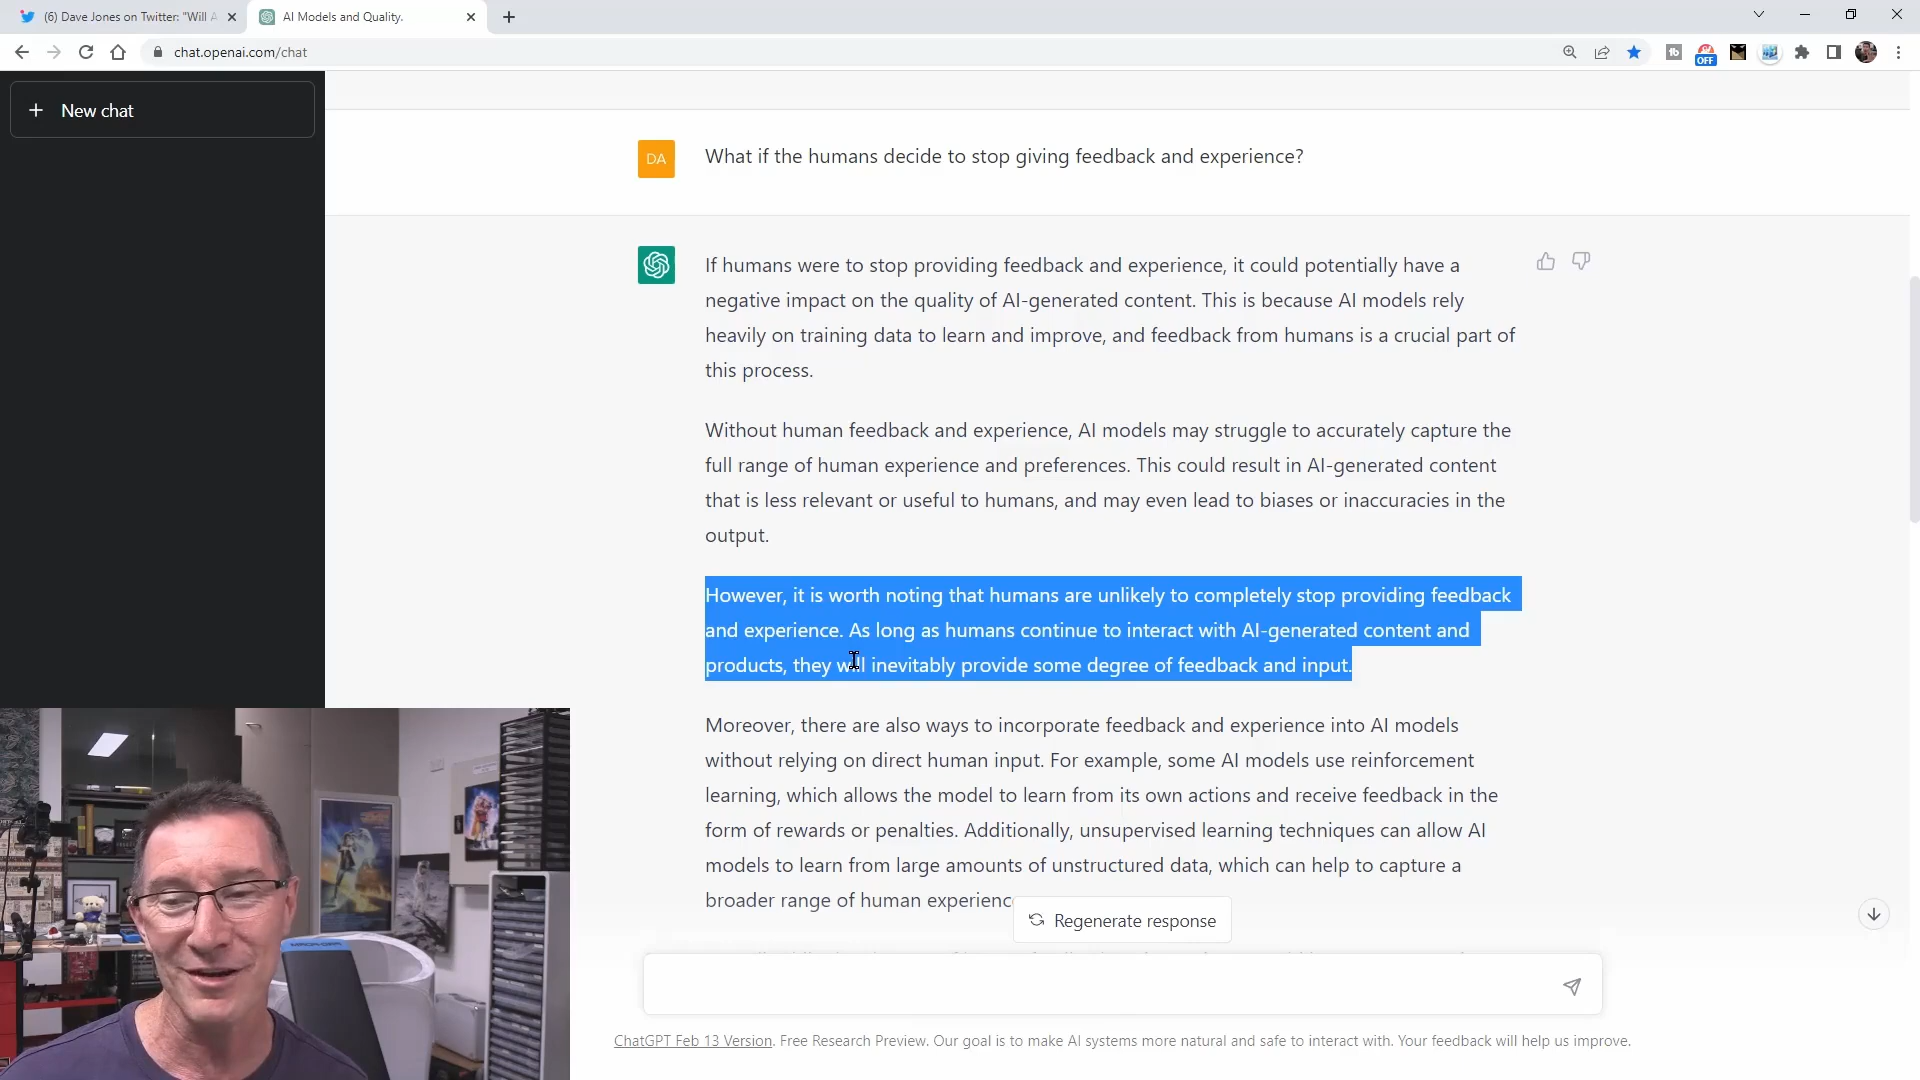 (6) Dave Jones on Twitter: "Will A
AI Models and Quality.
chat.openai.com/chat
OFF
New chat
DA
What if the humans decide to stop giving feedback and experience?
If humans were to stop providing feedback and experience, it could potentially have a
negative impact on the quality of AI-generated content. This is because AI models rely
heavily on training data to learn and improve, and feedback from humans is a crucial part of
this process.
Without human feedback and experience, AI models may struggle to accurately capture the
full range of human experience and preferences. This could result in AI-generated content
that is less relevant or useful to humans, and may even lead to biases or inaccuracies in the
output.
However, it is worth noting that humans are unlikely to completely stop providing feedback
and experience. As long as humans continue to interact with AI-generated content and
products, they will inevitably provide some degree of feedback and input.
Moreover, there are also ways to incorporate feedback and experience into AI models
without relying on direct human input. For example, some AI models use reinforcement
learning, which allows the model to learn from its own actions and receive feedback in the
form of rewards or penalties. Additionally, unsupervised learning techniques can allow AI
models to learn from large amounts of unstructured data, which can help to capture a
broader range of human experienc
Regenerate response
ChatGPT Feb 13 Version. Free Research Preview. Our goal is to make AI systems more natural and safe to interact with. Your feedback will help us improve.